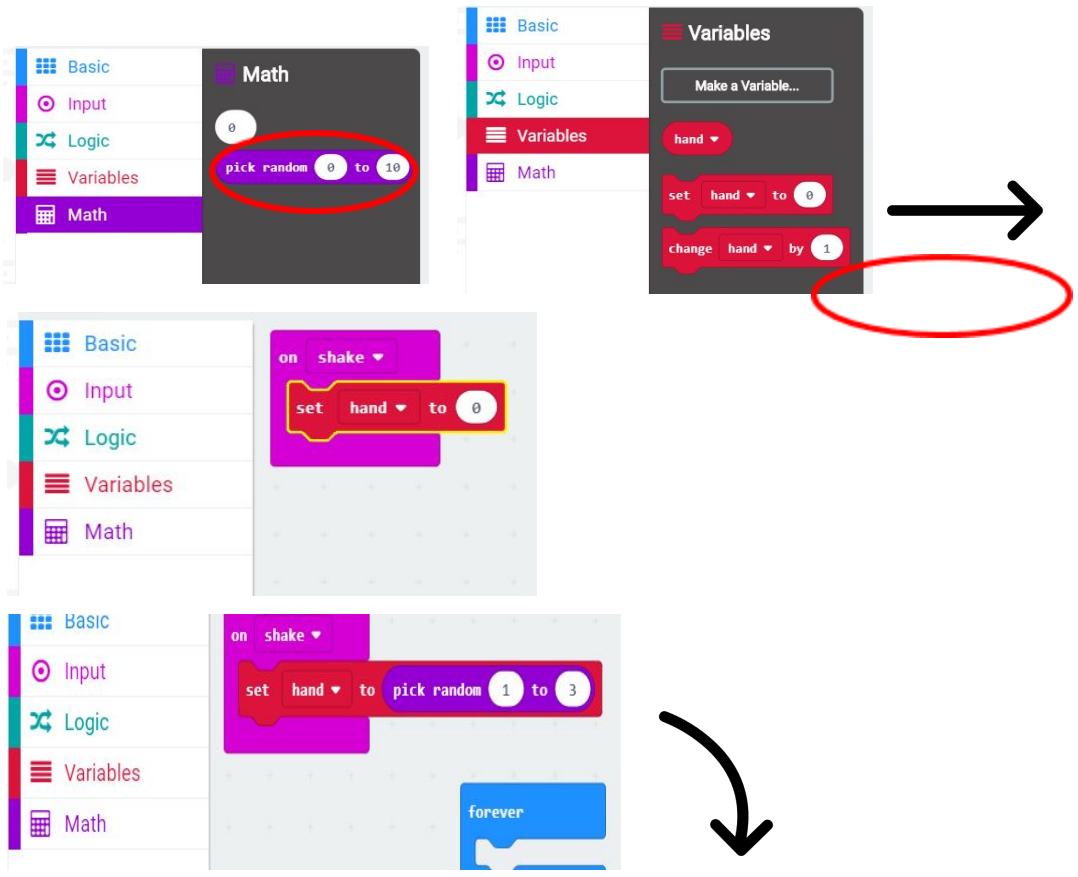 Basic
Input
Logic
Variables
Math
Math
0
pick random 0 to 10
Basic
Input
Logic
Variables
Math
Variables
Make a Variable...
hand
set hand to 0
change hand by 1
Basic
Input
Logic
Variables
Math
on shake
set hand to 0
Basic
Input
Logic
Variables
Math
on shake
set hand to pick random 1 to 3
forever